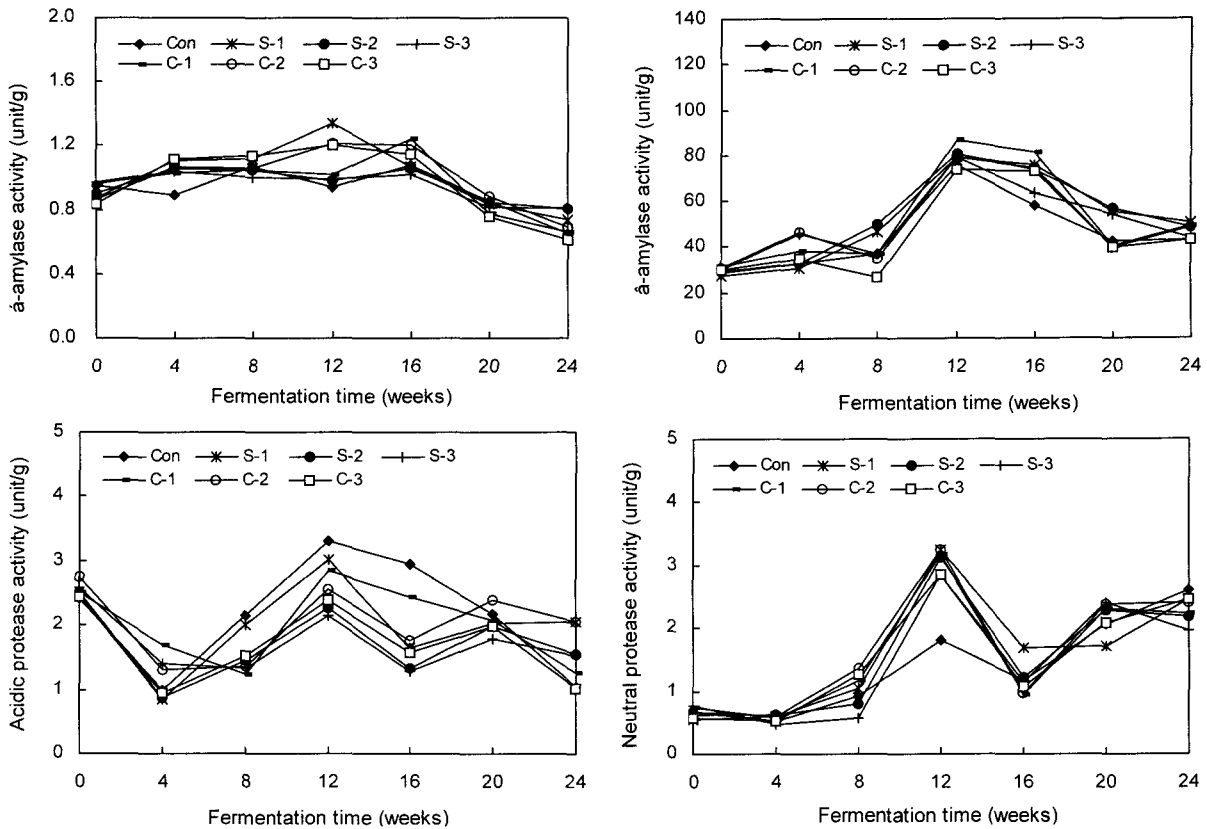 á-amylase activity (unit/g)
2.0
1.6
1.2
0.8
0.4
0.0
Con S-1 S-2 S-3
C-1 C-2 C-3
0 4 8 12 16 20 24
Fermentation time (weeks)
â-amylase activity (unit/g)
140
120
100
80
60
40
20
0
Con S-1 S-2 S-3
C-1 C-2 C-3
0 4 8 12 16 20 24
Fermentation time (weeks)
Acidic protease activity (unit/g)
5
4
3
2
1
0
Con S-1 S-2 S-3
C-1 C-2 C-3
0 4 8 12 16 20 24
Fermentation time (weeks)
Neutral protease activity (unit/g)
5
4
3
2
1
0
Con S-1 S-2 S-3
C-1 C-2 C-3
0 4 8 12 16 20 24
Fermentation time (weeks)